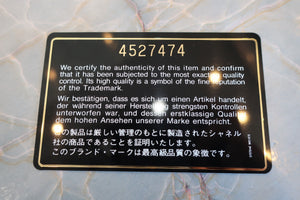 4527474
We certify the authenticity of this item and confirm
that it has been subjected to the most exacting quality
control. Its high quality is a symbol of the fine reputation
of the Trademark.
Wir bestätigen, dass es sich um einen Artikel handelt,
der während seiner Herstellung strengsten Kontrollen
unterworfen war, und dessen erstklassige Qualität
dem hohen Ansehen unserer Marke entspricht.
この製品は厳しい管理のもとに製造されたシャネル
社の商品であることを証明いたします。
このブランド・マークは最高級品質の象徴です。